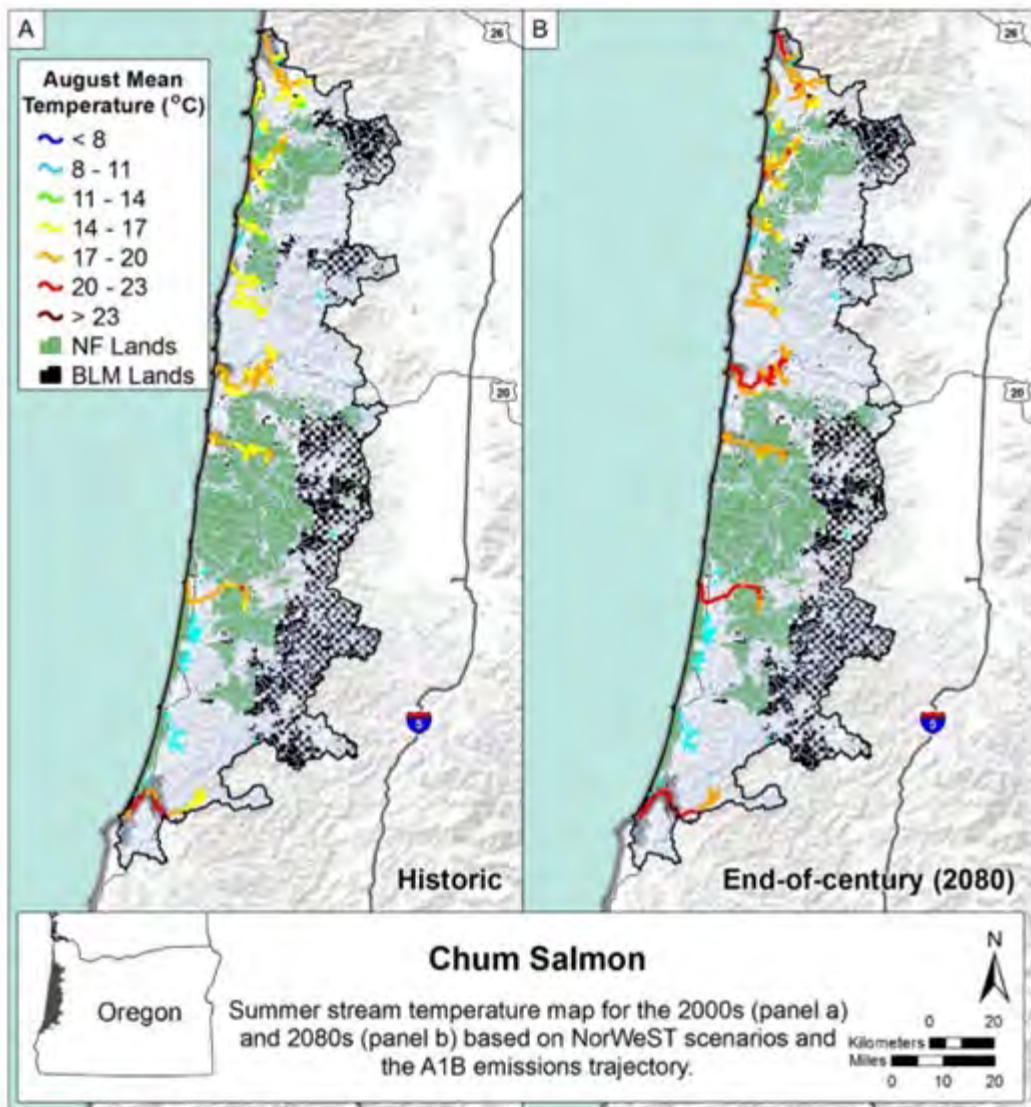 A
26
August Mean
Temperature (°C)
< 8
8 - 11
11 - 14
14 - 17
17 - 20
20 - 23
> 23
NF Lands
BLM Lands
5
Historic
B
26
20
5
End-of-century (2080)
Oregon
Chum Salmon
Summer stream temperature map for the 2000s (panel a)
and 2080s (panel b) based on NorWeST scenarios and
the A1B emissions trajectory.
N
0 20
Kilometers
Miles
0 10 20
20